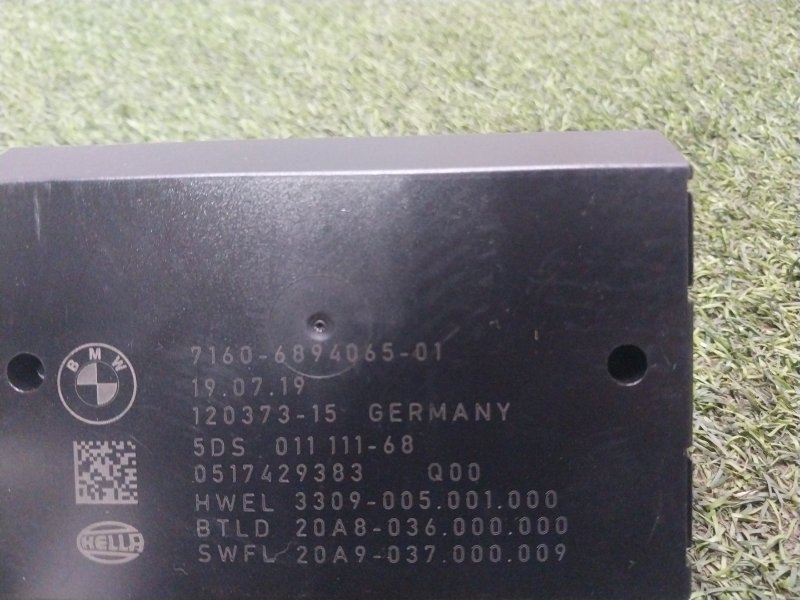 7160-6894065-01
BMW
19.07.19
120373-15 GERMANY
5DS 011 111-68
0517429383 Q00
HWEL 3309-005.001.000
BTLD 20A8-036.000.000
HELLA
SWFL 20A9-037.000.009